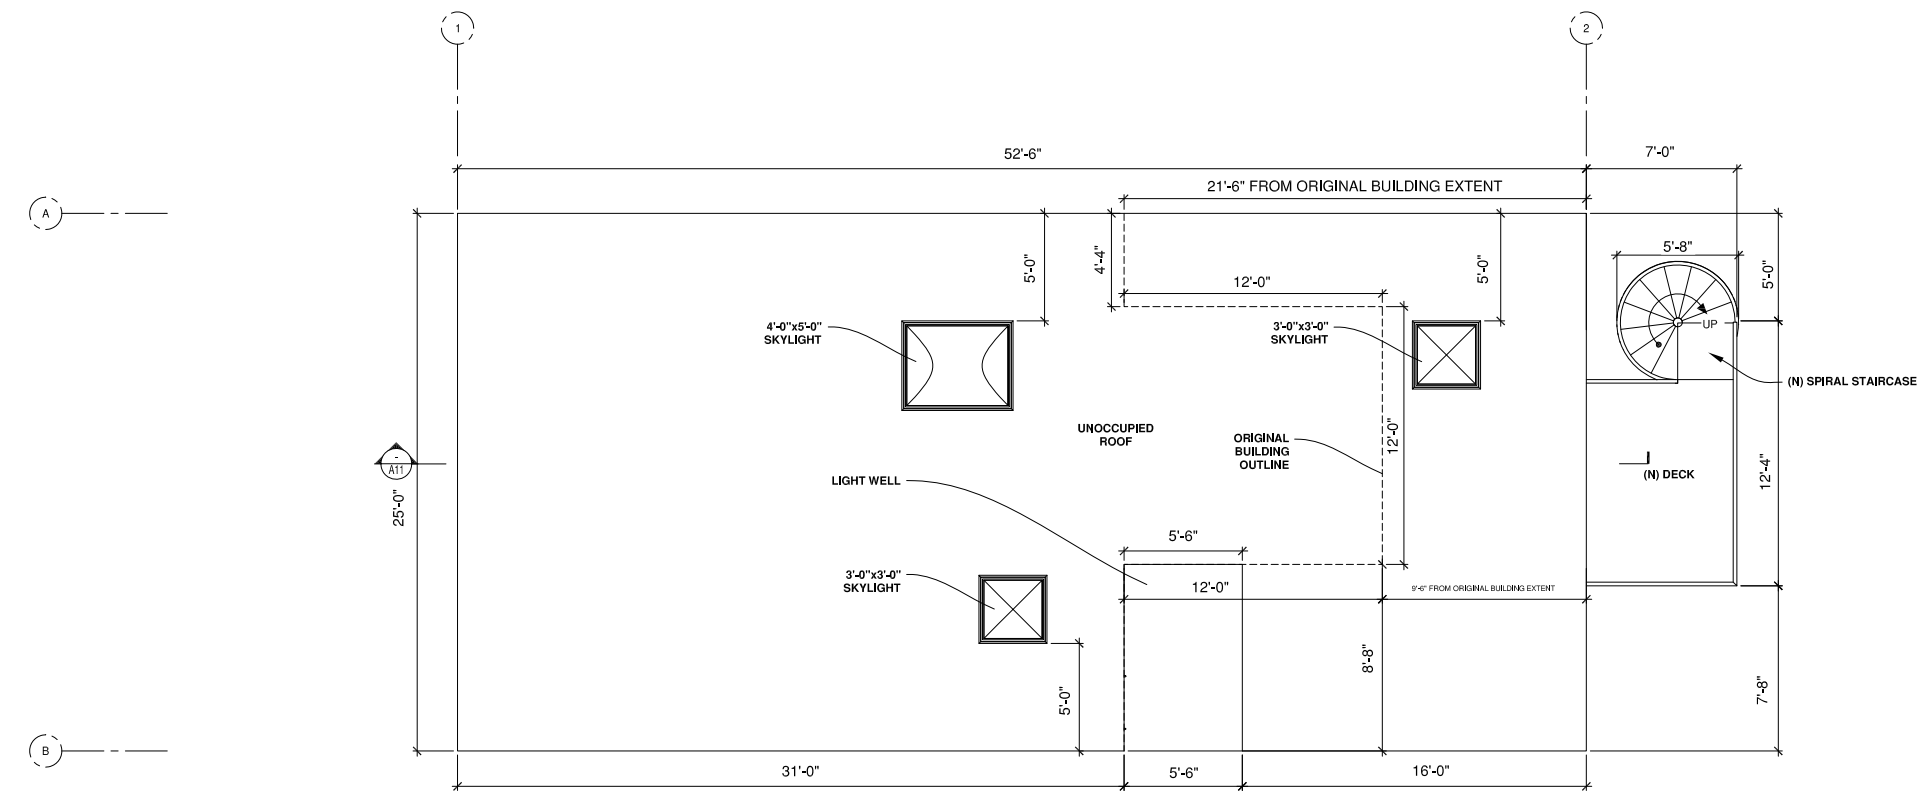 1
2
52'-6"
7'-0"
21'-6" FROM ORIGINAL BUILDING EXTENT
A
5'-0"
4'-4"
5'-0"
5'-8"
5'-0"
12'-0"
4'-0"x5'-0"
SKYLIGHT
3'-0"x3'-0"
SKYLIGHT
UP
(N) SPIRAL STAIRCASE
UNOCCUPIED
ROOF
ORIGINAL
BUILDING
OUTLINE
12'-0"
-
A11
25'-0"
LIGHT WELL
(N) DECK
12'-4"
5'-6"
3'-0"x3'-0"
SKYLIGHT
12'-0"
9'-6" FROM ORIGINAL BUILDING EXTENT
8'-8"
5'-0"
7'-8"
B
31'-0"
5'-6"
16'-0"